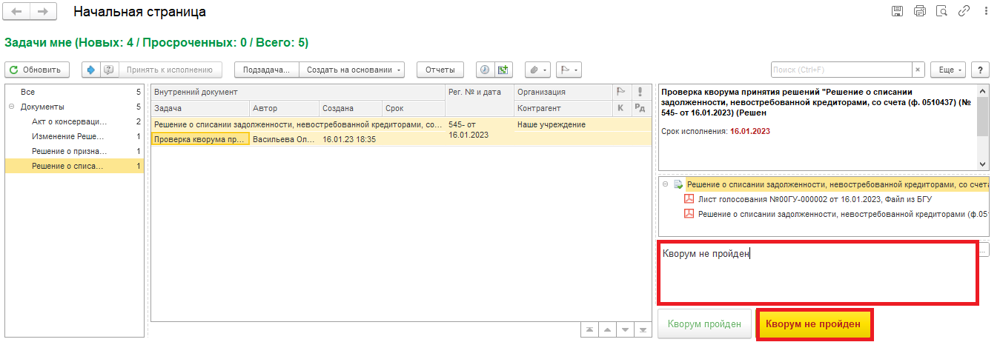 Начальная страница
Задачи мне (Новых: 4 / Просроченных: 0 / Всего: 5)
Обновить
Принять к исполнению
Подзадача...
Создать на основании
Отчеты
Поиск (Ctrl+F)
×
Еще
?
Все 5
Документы 5
Акт о консерваци... 2
Изменение Реше... 1
Решение о призна... 1
Решение о списа... 1
Внутренний документ Рег. № и дата Организация
Задача Автор Создана Срок Контрагент К Рд
Решение о списании задолженности, невостребованной кредиторами, со... 545- от 16.01.2023 Наше учреждение
Проверка кворума пр... Васильева Ол... 16.01.23 18:35
Проверка кворума принятия решений "Решение о списании
задолженности, невостребованной кредиторами, со счета (ф. 0510437) (№
545- от 16.01.2023) (Решен
Срок исполнения: 16.01.2023
Решение о списании задолженности, невостребованной кредиторами, со счета
Лист голосования №00ГУ-000002 от 16.01.2023, Файл из БГУ
Решение о списании задолженности, невостребованной кредиторами (ф.051
Кворум не пройден
...
Кворум пройден
Кворум не пройден